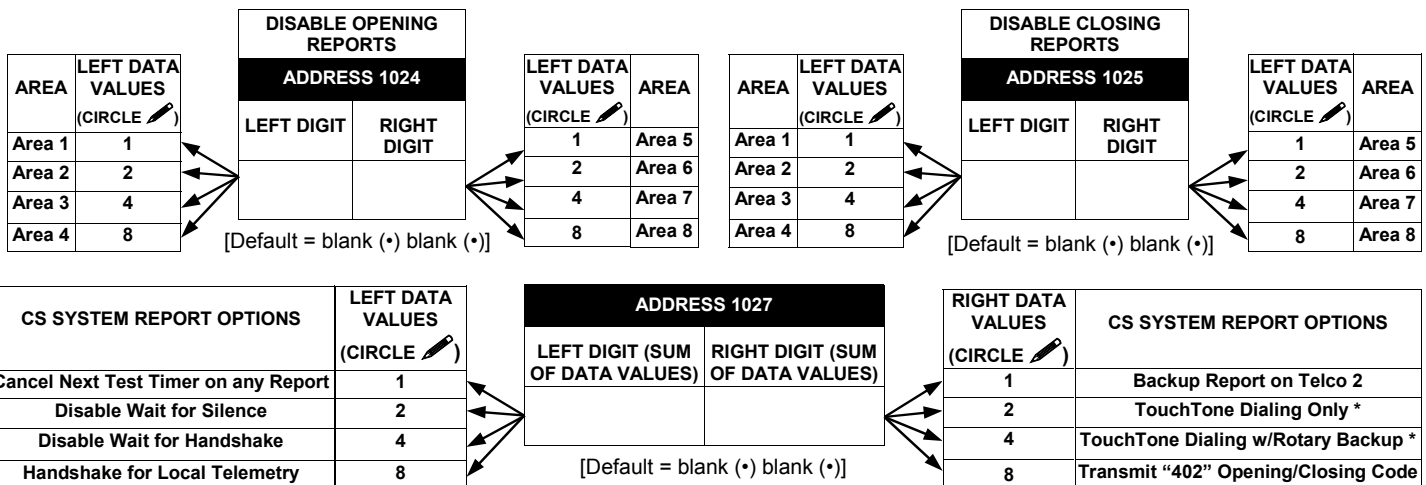 DISABLE OPENING
REPORTS
ADDRESS 1024
LEFT DIGIT RIGHT
DIGIT
AREA LEFT DATA
VALUES
(CIRCLE )
Area 1 1
Area 2 2
Area 3 4
Area 4 8
LEFT DATA
VALUES AREA
(CIRCLE )
1 Area 5
2 Area 6
4 Area 7
8 Area 8
[Default = blank (•) blank (•)]
DISABLE CLOSING
REPORTS
ADDRESS 1025
LEFT DIGIT RIGHT
DIGIT
AREA LEFT DATA
VALUES
(CIRCLE )
Area 1 1
Area 2 2
Area 3 4
Area 4 8
LEFT DATA
VALUES AREA
(CIRCLE )
1 Area 5
2 Area 6
4 Area 7
8 Area 8
[Default = blank (•) blank (•)]
CS SYSTEM REPORT OPTIONS LEFT DATA
VALUES
(CIRCLE )
Cancel Next Test Timer on any Report 1
Disable Wait for Silence 2
Disable Wait for Handshake 4
Handshake for Local Telemetry 8
ADDRESS 1027
LEFT DIGIT (SUM
OF DATA VALUES)
RIGHT DIGIT (SUM
OF DATA VALUES)
[Default = blank (•) blank (•)]
RIGHT DATA
VALUES
(CIRCLE )
CS SYSTEM REPORT OPTIONS
1 Backup Report on Telco 2
2 TouchTone Dialing Only *
4 TouchTone Dialing w/Rotary Backup *
8 Transmit “402” Opening/Closing Code